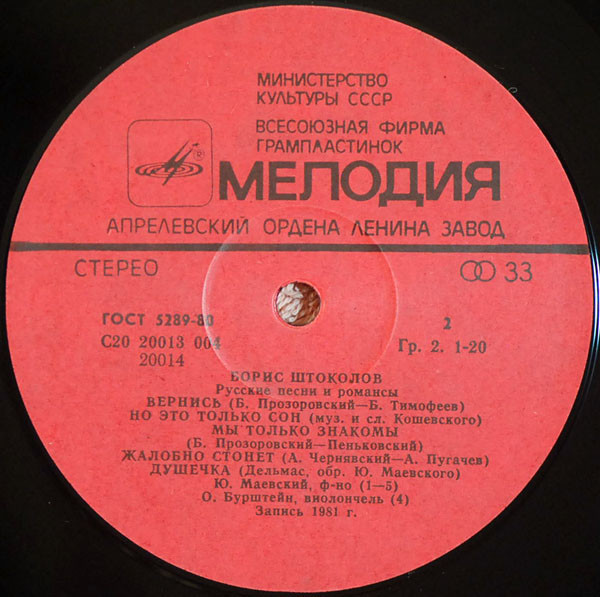 МИНИСТЕРСТВО
КУЛЬТУРЫ СССР
ВСЕСОЮЗНАЯ ФИРМА
ГРАМПЛАСТИНОК
МЕЛОДИЯ
АПРЕЛЕВСКИЙ ОРДЕНА ЛЕНИНА ЗАВОД
СТЕРЕО 33
ГОСТ 5289-80 2
С20 20013 004 Гр. 2. 1-20
20014
БОРИС ШТОКОЛОВ
Русские песни и романсы
ВЕРНИСЬ (Б. Прозоровский—Б. Тимофеев)
НО ЭТО ТОЛЬКО СОН (муз. и сл. Кошевского)
МЫ ТОЛЬКО ЗНАКОМЫ
(Б. Прозоровский—Пеньковский)
ЖАЛОБНО СТОНЕТ (А. Чернявский—А. Пугачев)
ДУШЕЧКА (Дельмас, обр. Ю. Маевского)
Ю. Маевский, ф-но (1—5)
О. Бурштейн, виолончель (4)
Запись 1981 г.